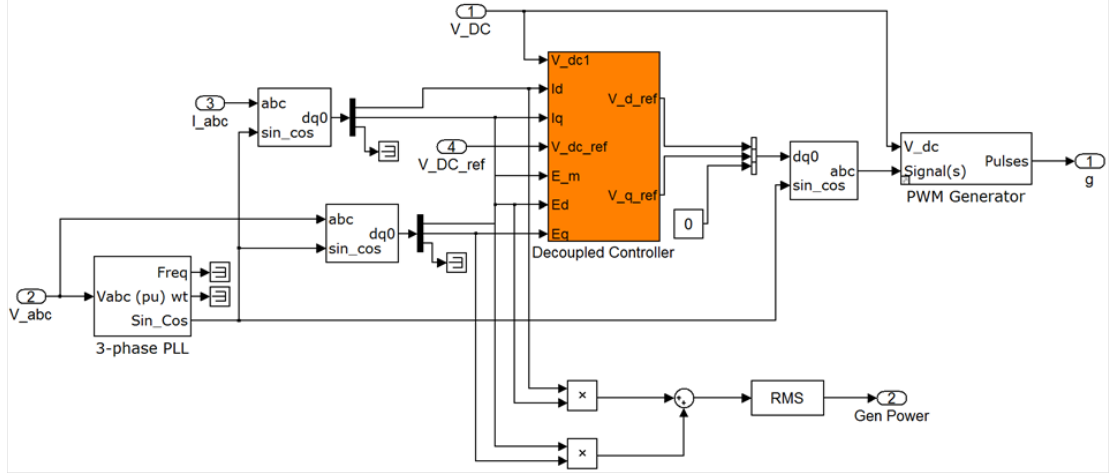 1
V_DC
V_dc1
3
I_abc
abc
sin_cos
dq0
Id
Iq
V_d_ref
4
V_DC_ref
V_dc_ref
E_m
Ed
Eq
V_q_ref
Decoupled Controller
0
dq0
sin_cos
abc
V_dc
Signal(s)
Pulses
PWM Generator
1
g
abc
sin_cos
dq0
2
V_abc
Freq
Vabc (pu) wt
Sin_Cos
3-phase PLL
×
++
RMS
2
Gen Power
×